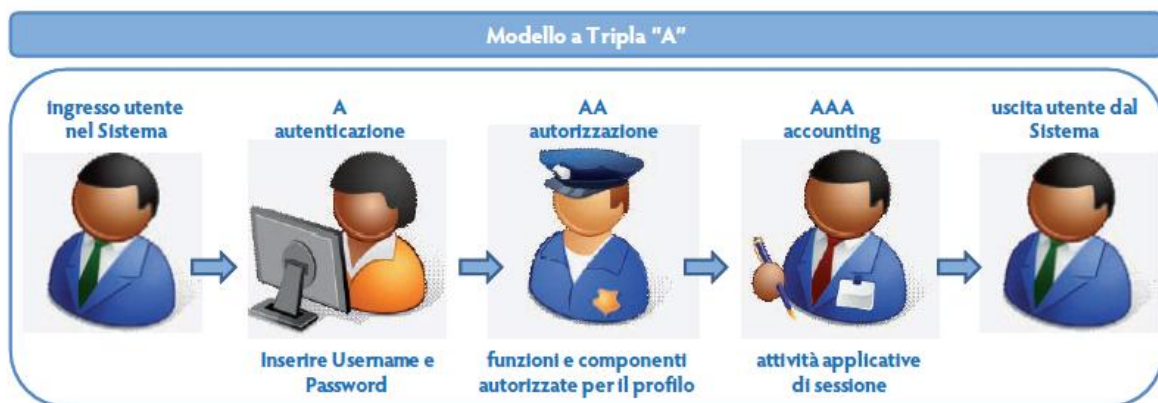 Modello a Tripla "A"
ingresso utente
nel Sistema
A
autenticazione
AA
autorizzazione
AAA
accounting
uscita utente dal
Sistema
Inserire Username e
Password
funzioni e componenti
autorizzate per il profilo
attività applicative
di sessione